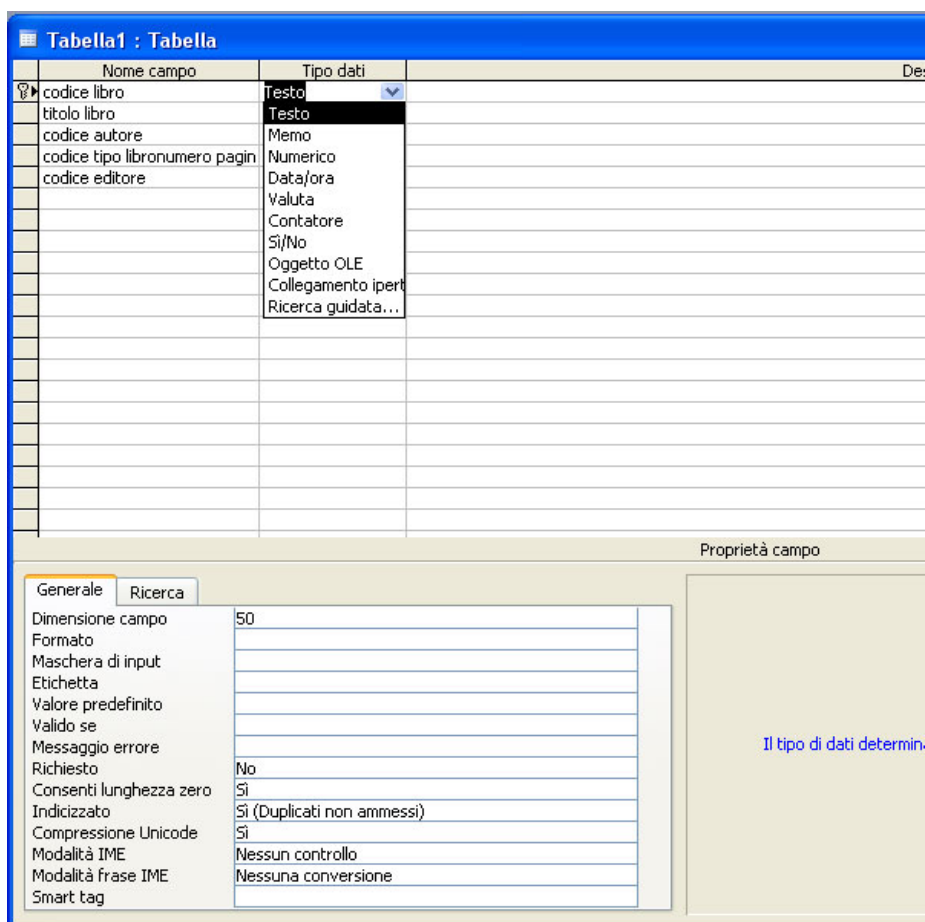 Tabella1 : Tabella
Nome campo Tipo dati Des
codice libro Testo
titolo libro Testo
codice autore Memo
codice tipo libronumero pagin Numerico
codice editore Data/ora
Valuta
Contatore
Sì/No
Oggetto OLE
Collegamento ipert
Ricerca guidata...
Proprietà campo
Generale Ricerca
Dimensione campo 50
Formato
Maschera di input
Etichetta
Valore predefinito
Valido se
Messaggio errore
Richiesto No
Consenti lunghezza zero Sì
Indicizzato Sì (Duplicati non ammessi)
Compressione Unicode Sì
Modalità IME Nessun controllo
Modalità frase IME Nessuna conversione
Smart tag
Il tipo di dati determina